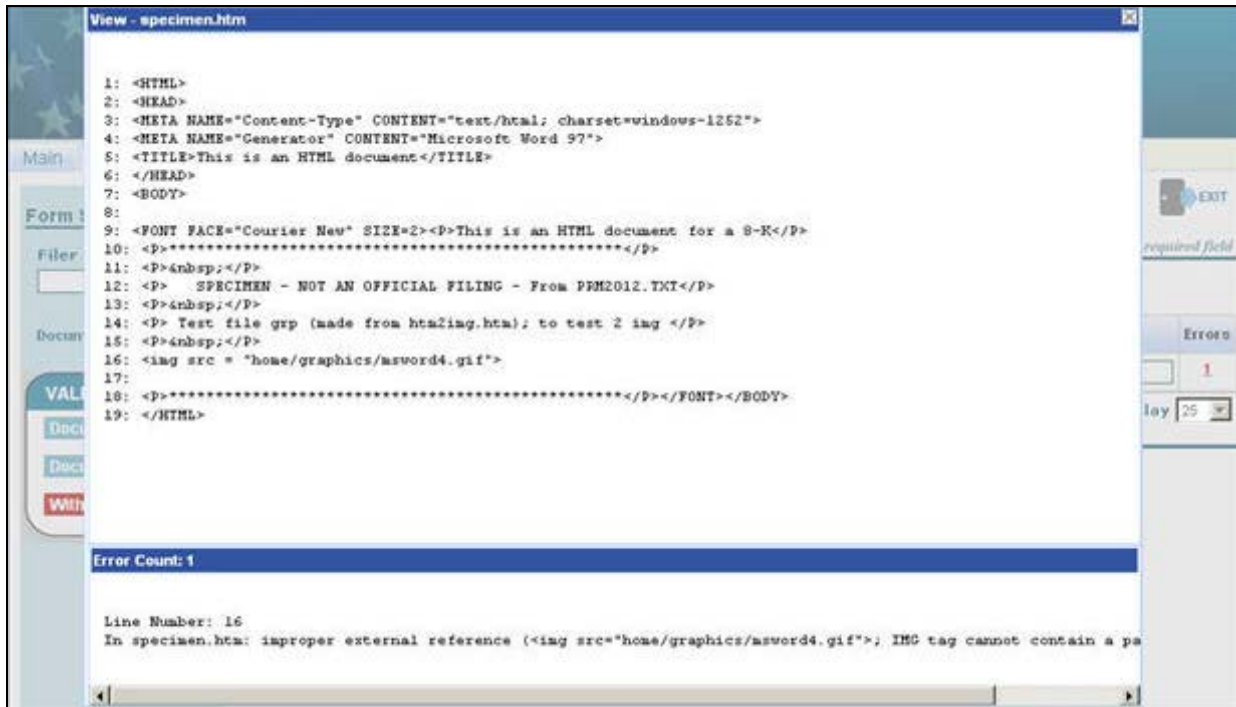 View - specimen.htm
1: <HTML>
2: <HEAD>
3: <META NAME="Content-Type" CONTENT="text/html; charset=windows-1252">
4: <META NAME="Generator" CONTENT="Microsoft Word 97">
5: <TITLE>This is an HTML document</TITLE>
6: </HEAD>
7: <BODY>
8:
9: <FONT FACE="Courier New" SIZE=2><P>This is an HTML document for a 8-K</P>
10: <P>*************************************************</P>
11: <P>&nbsp;</P>
12: <P>   SPECIMEN - NOT AN OFFICIAL FILING - From PRM2012.TXT</P>
13: <P>&nbsp;</P>
14: <P> Test file grp (made from htm2img.htm); to test 2 img </P>
15: <P>&nbsp;</P>
16: <img src = "home/graphics/msword4.gif">
17:
18: <P>*************************************************</P></FONT></BODY>
19: </HTML>
Main
EXIT
Form
Filer
required field
Docum
Errors
1
VAL
lay 25
Docu
Docu
With
Error Count: 1
Line Number: 16
In specimen.htm: improper external reference (<img src="home/graphics/msword4.gif">; IMG tag cannot contain a pa